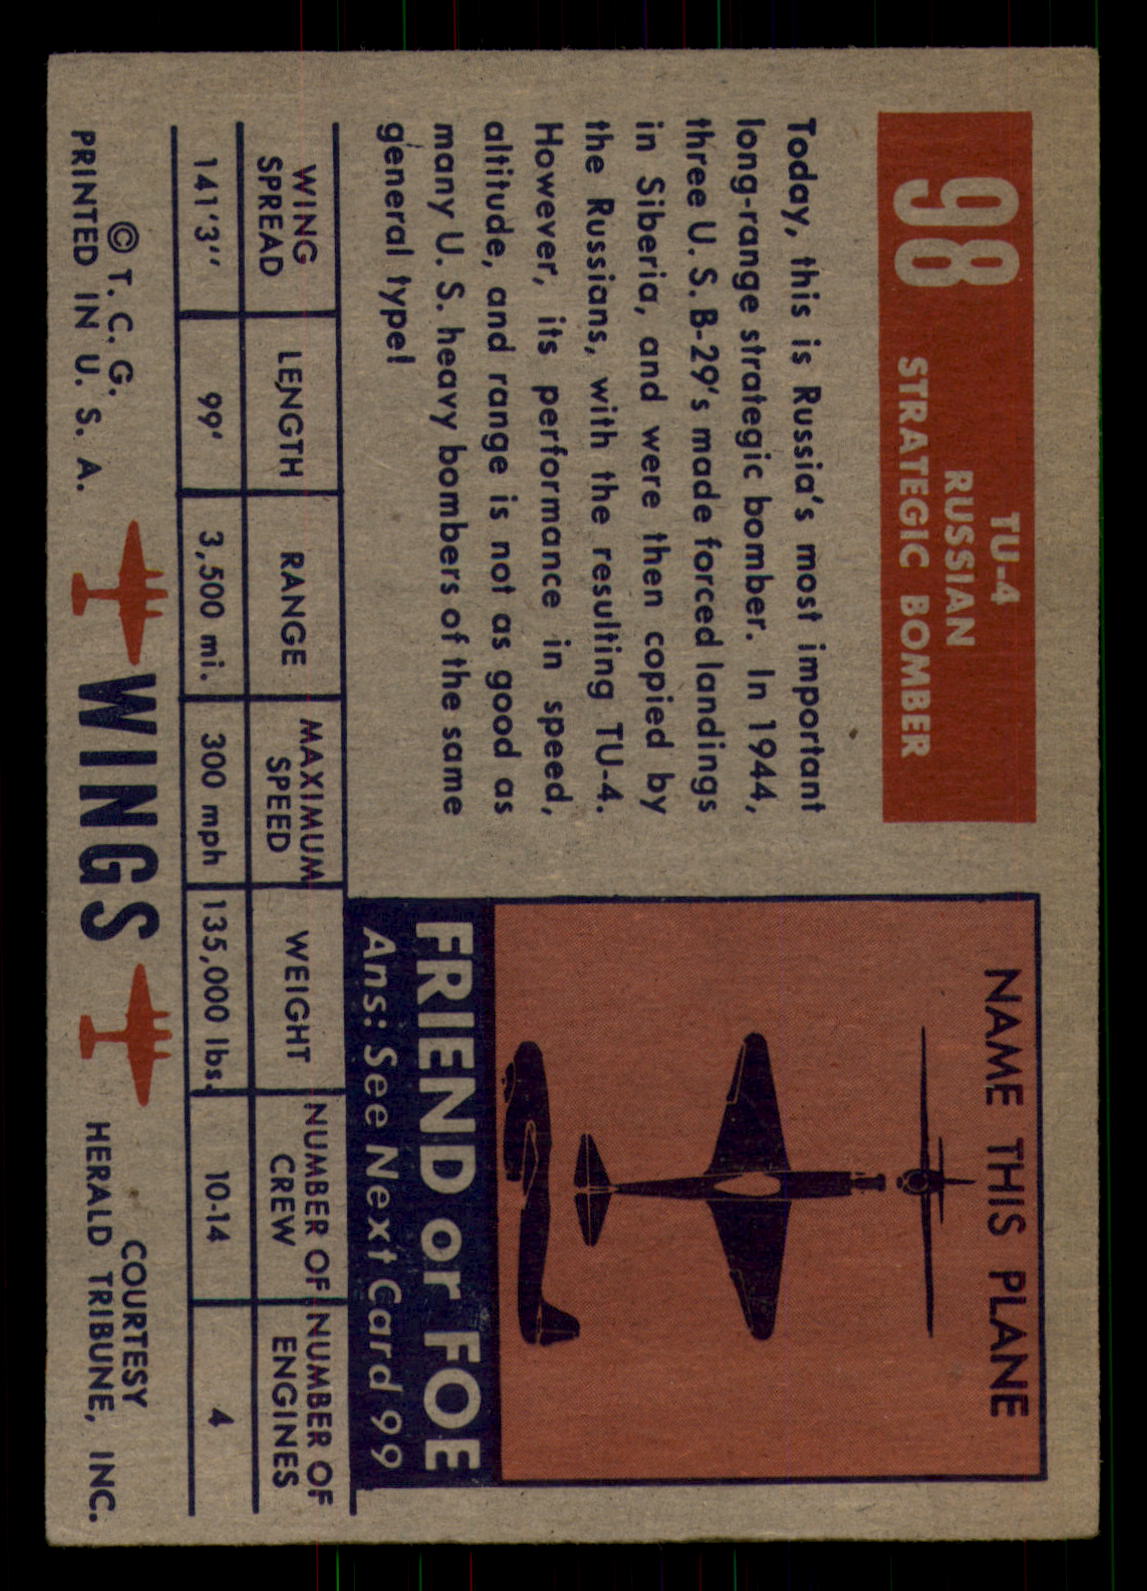 98
TU-4
RUSSIAN
STRATEGIC BOMBER
Today, this is Russia's most important
long-range strategic bomber. In 1944,
three U. S. B-29's made forced landings
in Siberia, and were then copied by
the Russians, with the resulting TU-4.
However, its performance in speed,
altitude, and range is not as good as
many U. S. heavy bombers of the same
general type!
NAME THIS PLANE
FRIEND or FOE
Ans: See Next Card 99
WING SPREAD, LENGTH RANGE MAXIMUM SPEED WEIGHT NUMBER OF CREW NUMBER OF ENGINES
141'3'' 99' 3,500 mi. 300 mph 135,000 lbs. 10-14 4
© T. C. G.
PRINTED IN U. S. A.
WINGS
COURTESY
HERALD TRIBUNE, INC.